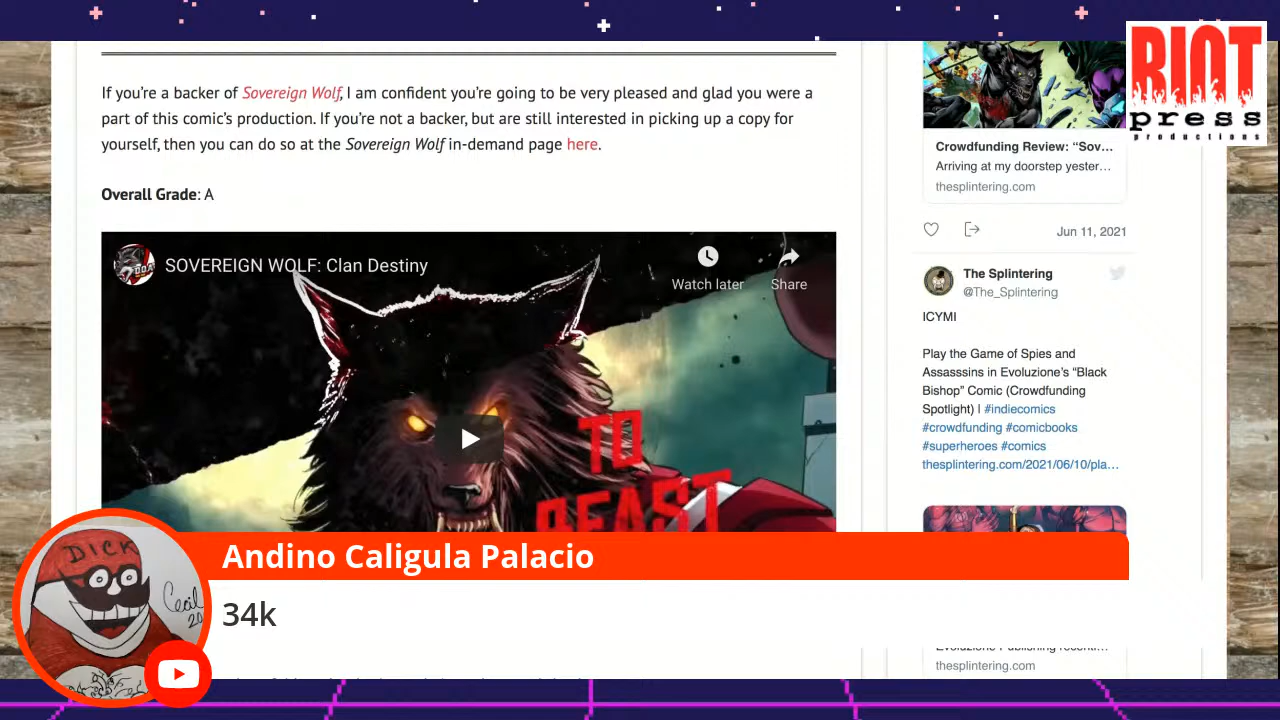 RIOT
press
productions
If you're a backer of Sovereign Wolf, I am confident you're going to be very pleased and glad you were a
part of this comic's production. If you're not a backer, but are still interested in picking up a copy for
yourself, then you can do so at the Sovereign Wolf in-demand page here.
Overall Grade: A
SOVEREIGN WOLF: Clan Destiny
Watch later
Share
TO
BEAST
Crowdfunding Review: “Sov…
Arriving at my doorstep yester…
thesplintering.com
Jun 11, 2021
The Splintering
@The_Splintering
ICYMI
Play the Game of Spies and
Assasssins in Evoluzione’s “Black
Bishop” Comic (Crowdfunding
Spotlight) | #indiecomics
#crowdfunding #comicbooks
#superheroes #comics
thesplintering.com/2021/06/10/pla…
thesplintering.com
DICK
Cecil
20
Andino Caligula Palacio
34k